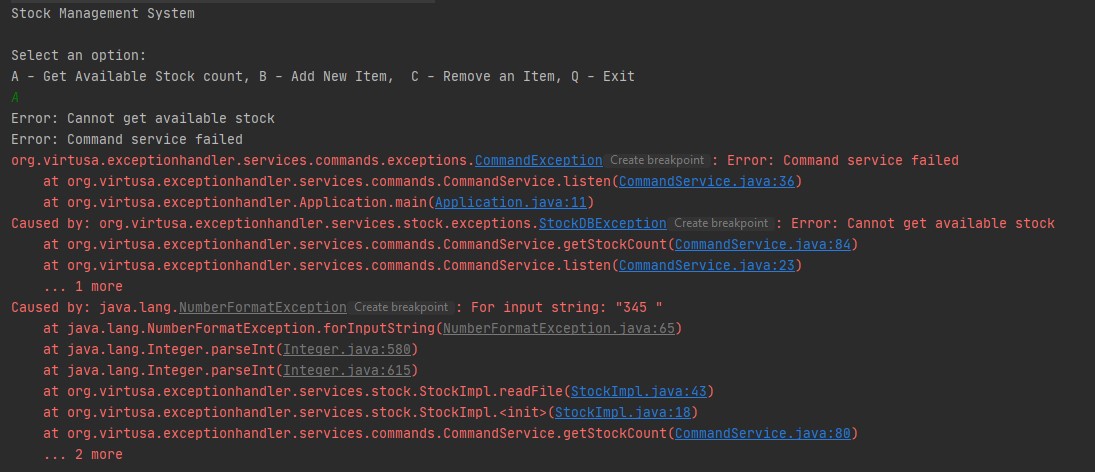 Stock Management System
Select an option:
A - Get Available Stock count, B - Add New Item,  C - Remove an Item, Q - Exit
A
Error: Cannot get available stock
Error: Command service failed
org.virtusa.exceptionhandler.services.commands.exceptions.CommandException Create breakpoint : Error: Command service failed
    at org.virtusa.exceptionhandler.services.commands.CommandService.listen(CommandService.java:36)
    at org.virtusa.exceptionhandler.Application.main(Application.java:11)
Caused by: org.virtusa.exceptionhandler.services.stock.exceptions.StockDBException Create breakpoint : Error: Cannot get available stock
    at org.virtusa.exceptionhandler.services.commands.CommandService.getStockCount(CommandService.java:84)
    at org.virtusa.exceptionhandler.services.commands.CommandService.listen(CommandService.java:23)
    ... 1 more
Caused by: java.lang.NumberFormatException Create breakpoint : For input string: "345 "
    at java.lang.NumberFormatException.forInputString(NumberFormatException.java:65)
    at java.lang.Integer.parseInt(Integer.java:580)
    at java.lang.Integer.parseInt(Integer.java:615)
    at org.virtusa.exceptionhandler.services.stock.StockImpl.readFile(StockImpl.java:43)
    at org.virtusa.exceptionhandler.services.stock.StockImpl.<init>(StockImpl.java:18)
    at org.virtusa.exceptionhandler.services.commands.CommandService.getStockCount(CommandService.java:80)
    ... 2 more